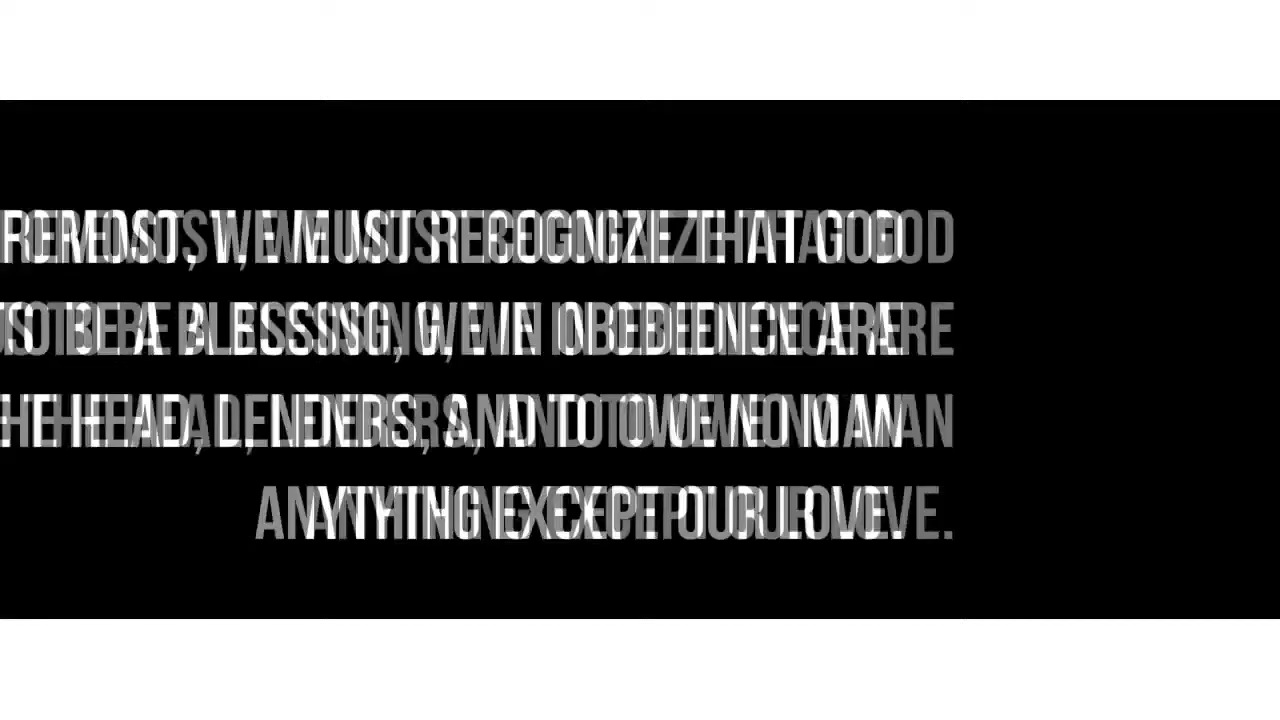 REMOST, WE MUST RECOGNIZE THAT GOD
TO BE A BLESSING, WE IN OBEDIENCE ARE
THE HEAD, LENDERS, AND TO OWE NO MAN
ANYTHING EXCEPT OUR LOVE.